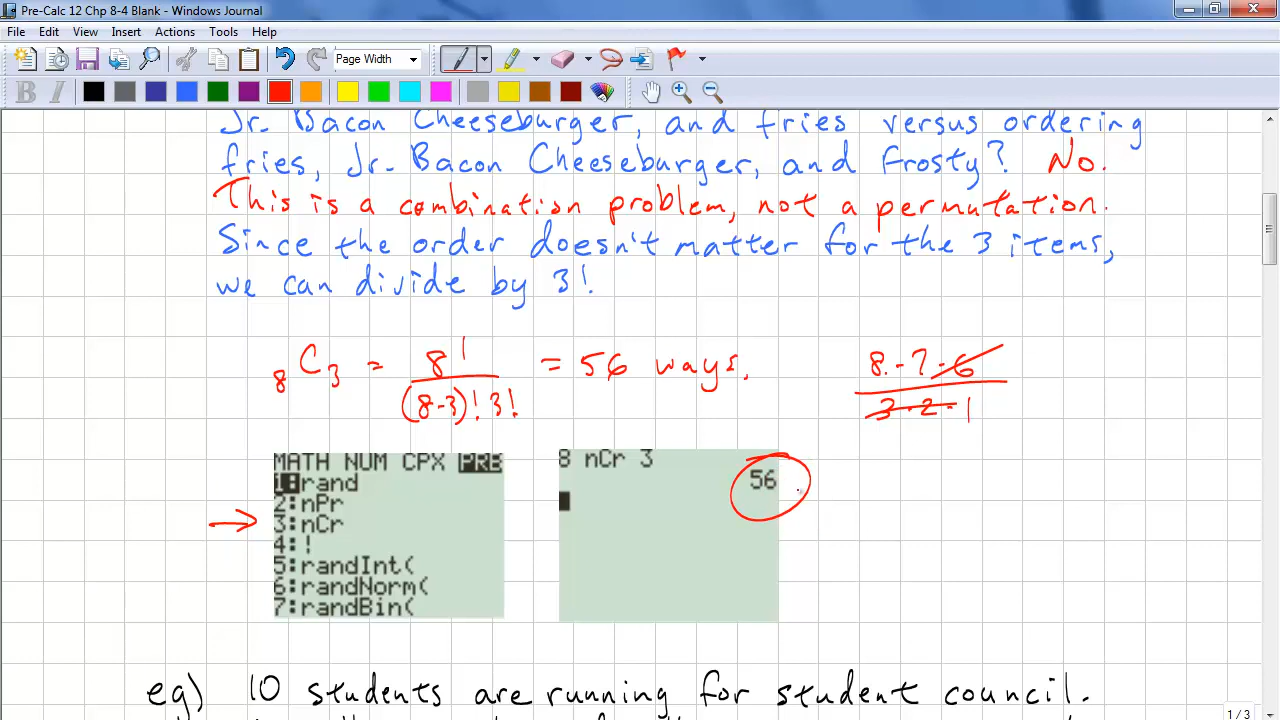 Pre-Calc 12 Chp 8-4 Blank - Windows Journal
File Edit View Insert Actions Tools Help
Page Width
B I
Jr. Bacon Cheeseburger, and fries versus ordering
fries, Jr. Bacon Cheeseburger, and Frosty? No.
This is a combination problem, not a permutation.
Since the order doesn't matter for the 3 items,
we can divide by 3!
₈C₃ = 8! / (8-3)! 3! = 56 ways. 8·7·6 / 3·2·1
MATH NUM CPX PRB
1:rand
2:nPr
3:nCr
4:!
5:randInt(
6:randNorm(
7:randBin(
8 nCr 3
56
eg) 10 students are running for student council.
1/3